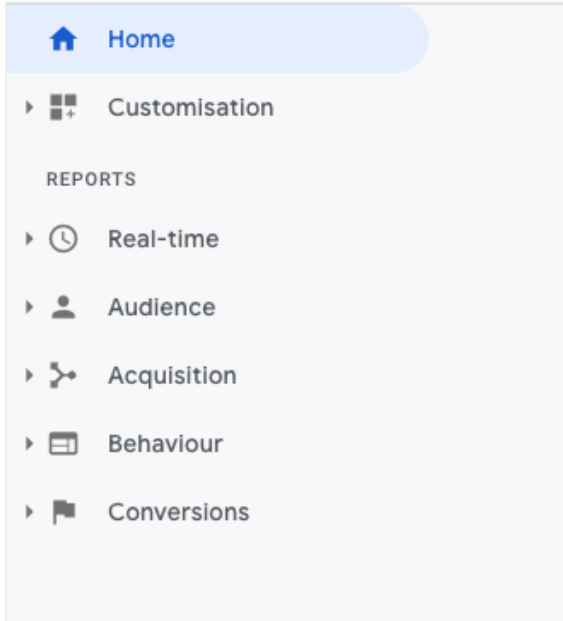 Home
Customisation
REPORTS
Real-time
Audience
Acquisition
Behaviour
Conversions